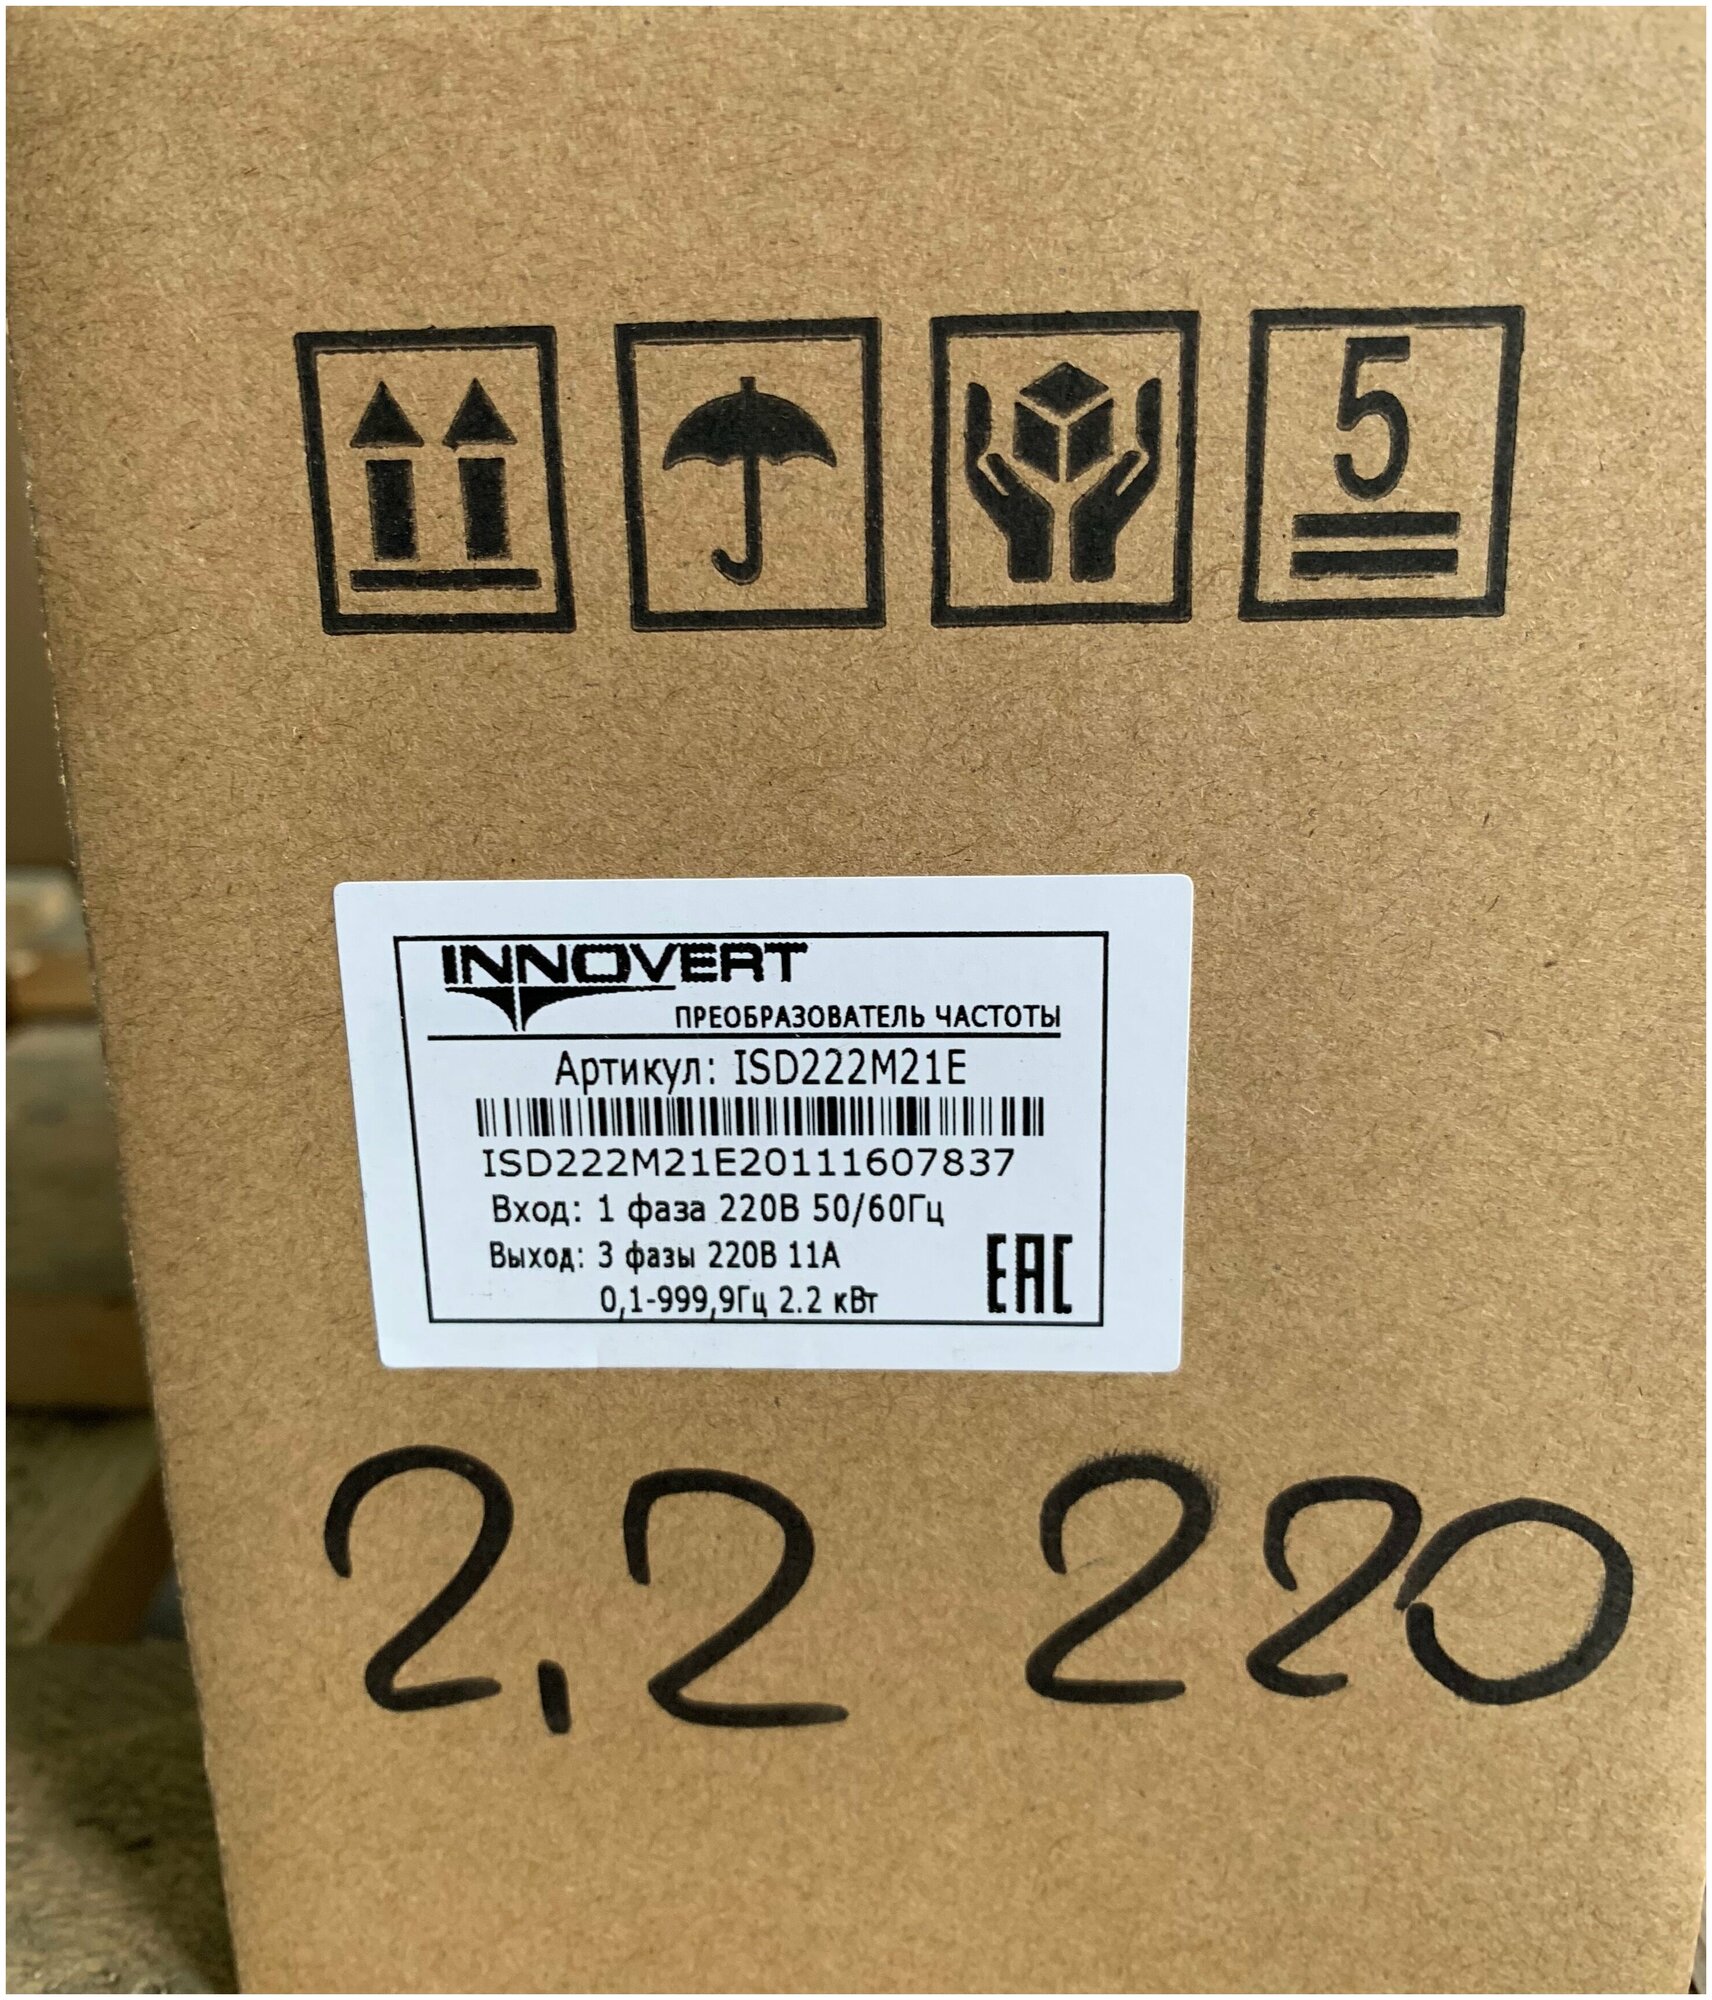 5
INNOVERT
ПРЕОБРАЗОВАТЕЛЬ ЧАСТОТЫ
Артикул: ISD222M21E
ISD222M21E20111607837
Вход: 1 фаза 220В 50/60Гц
Выход: 3 фазы 220В 11А
0,1-999,9Гц 2.2 кВт
EAC
2,2 220